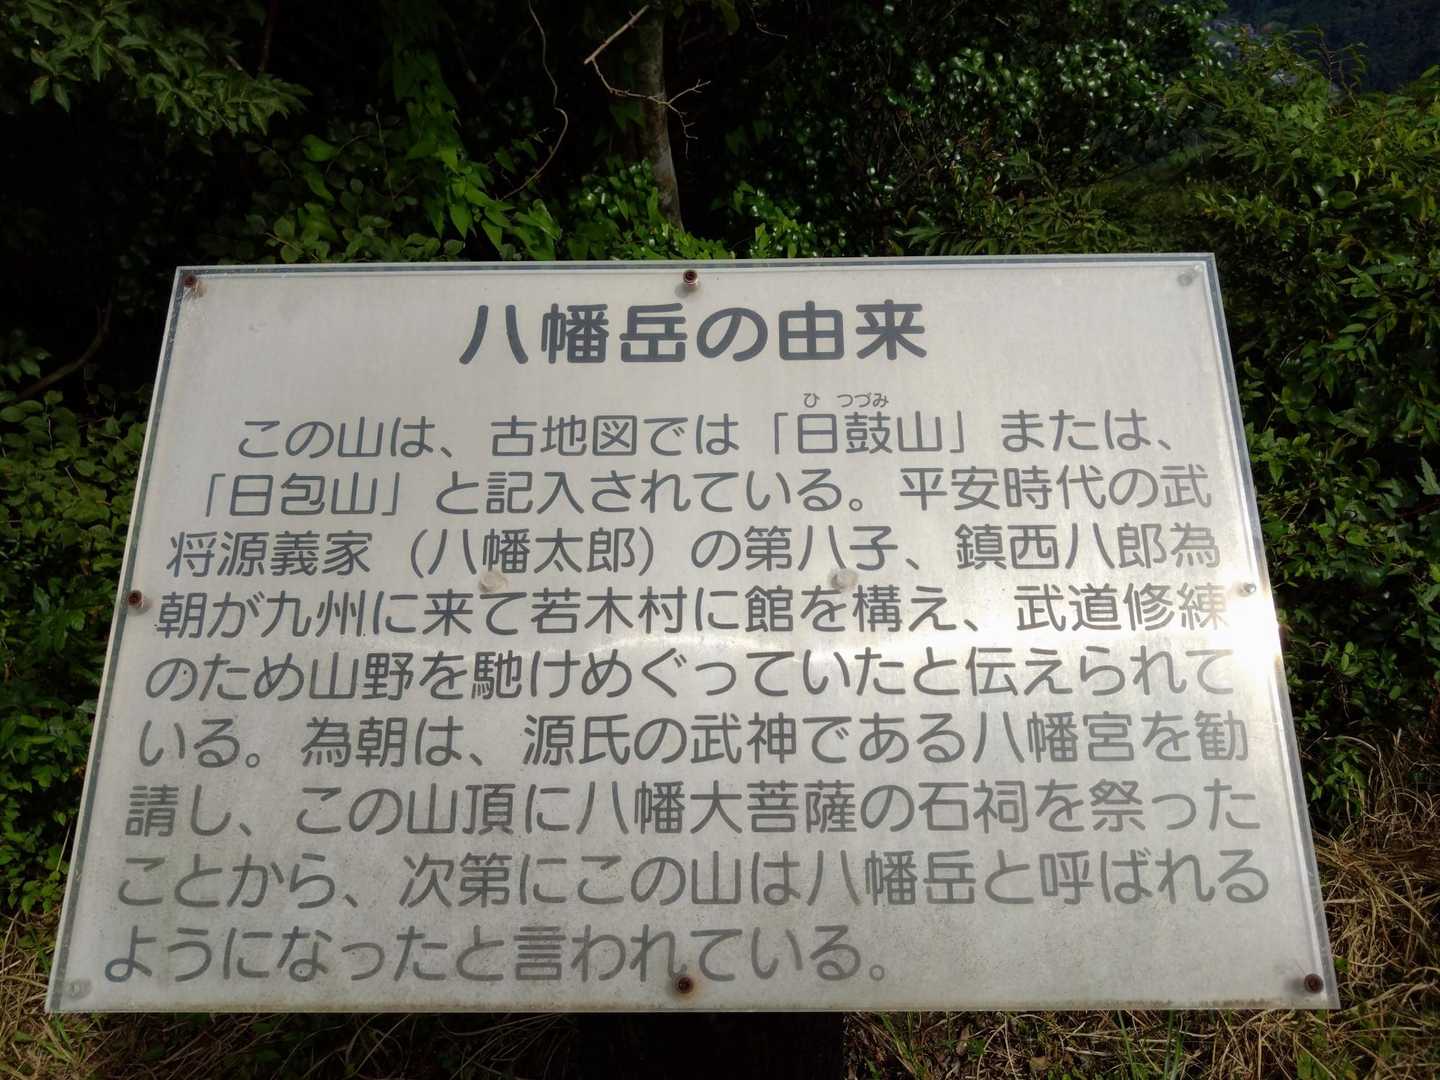 八幡岳の由来
ひ つづみ
この山は、古地図では「日鼓山」または、
「日包山」と記入されている。平安時代の武
将源義家（八幡太郎）の第八子、鎮西八郎為
朝が九州に来て若木村に館を構え、武道修練
のため山野を馳けめぐっていたと伝えられて
いる。為朝は、源氏の武神である八幡宮を勧
請し、この山頂に八幡大菩薩の石祠を祭った
ことから、次第にこの山は八幡岳と呼ばれる
ようになったと言われている。